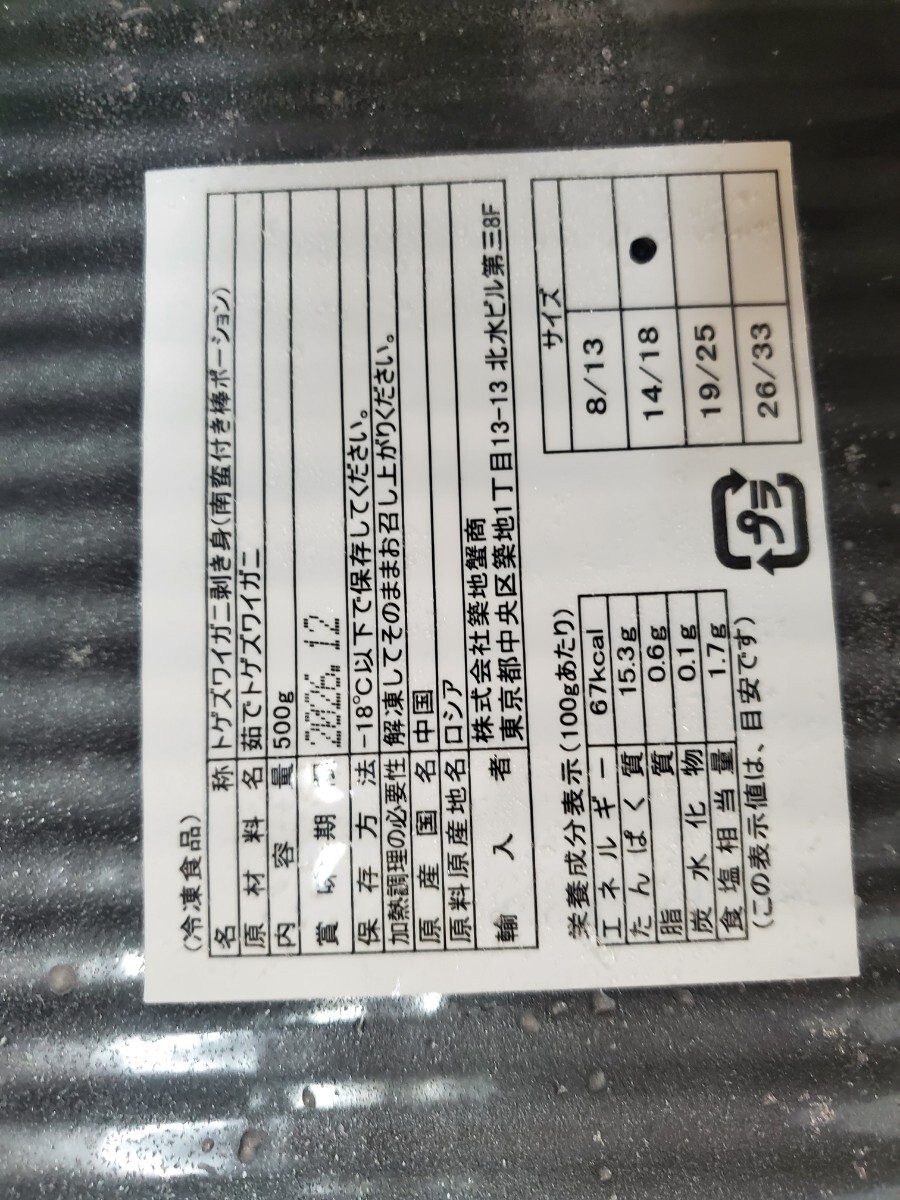 (冷凍食品)
名称 トゲズワイガニ剥き身(南蛮付き棒ポーション)
原材料名 茹でトゲズワイガニ
内容量 500g
賞味期限 2026.12
保存方法 -18℃以下で保存してください。
加熱調理の必要性 解凍してそのままお召し上がりください。
原産国名 中国
原料原産地名 ロシア
輸入者 株式会社築地蟹商
東京都中央区築地1丁目13-13 北水ビル第三8F
栄養成分表示(100gあたり)
エネルギー 67kcal
たんぱく質 15.3g
脂質 0.6g
炭水化物 0.1g
食塩相当量 1.7g
(この表示値は、目安です)
プラ
サイズ
8/13
14/18 ●
19/25
26/33